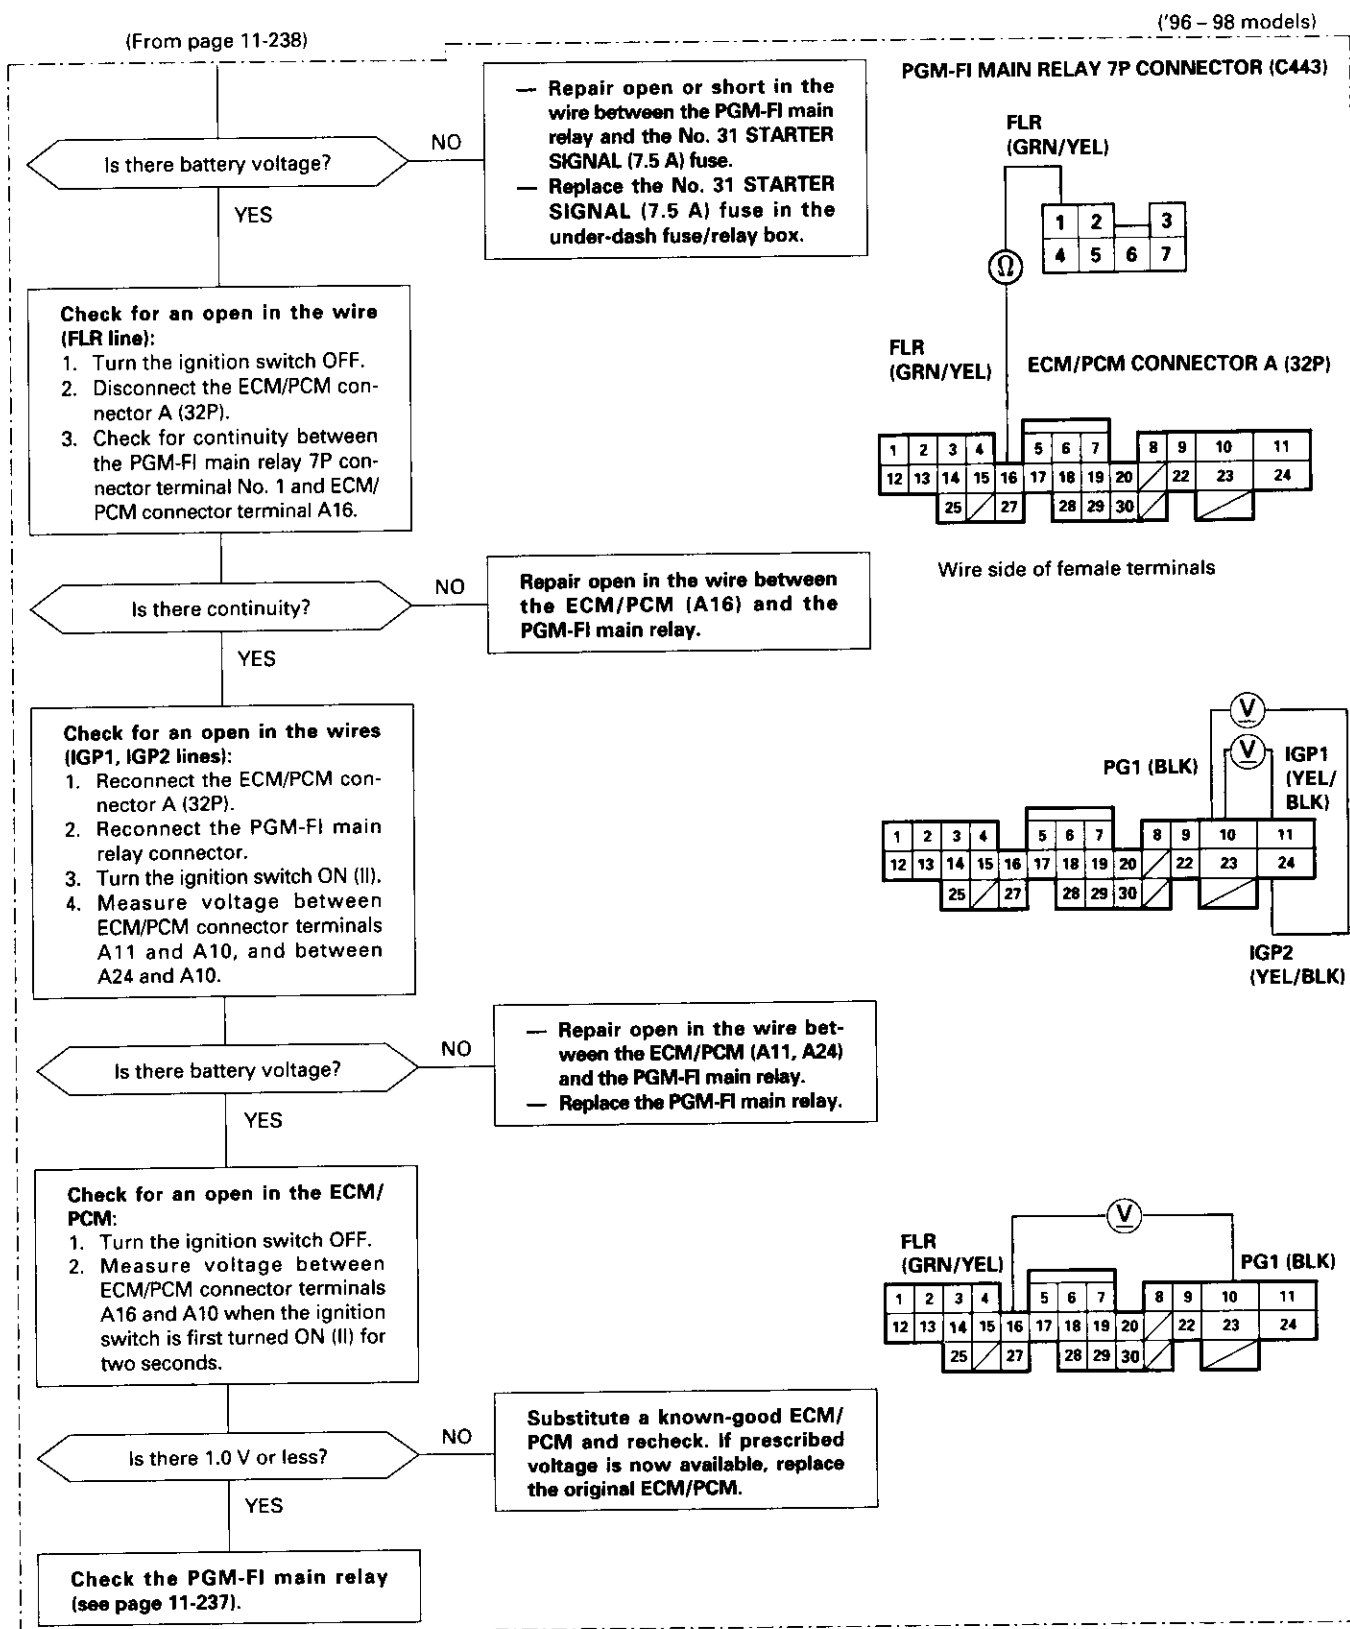 (From page 11-238)
('96 – 98 models)
Is there battery voltage?
NO
— Repair open or short in the
wire between the PGM-FI main
relay and the No. 31 STARTER
SIGNAL (7.5 A) fuse.
— Replace the No. 31 STARTER
SIGNAL (7.5 A) fuse in the
under-dash fuse/relay box.
YES
PGM-FI MAIN RELAY 7P CONNECTOR (C443)
FLR
(GRN/YEL)
1 2 3
4 5 6 7
Ω
Check for an open in the wire
(FLR line):
1. Turn the ignition switch OFF.
2. Disconnect the ECM/PCM con-
nector A (32P).
3. Check for continuity between
the PGM-FI main relay 7P con-
nector terminal No. 1 and ECM/
PCM connector terminal A16.
FLR
(GRN/YEL)
ECM/PCM CONNECTOR A (32P)
1 2 3 4 5 6 7 8 9 10 11
12 13 14 15 16 17 18 19 20 22 23 24
25 27 28 29 30
Wire side of female terminals
Is there continuity?
NO
Repair open in the wire between
the ECM/PCM (A16) and the
PGM-FI main relay.
YES
Check for an open in the wires
(IGP1, IGP2 lines):
1. Reconnect the ECM/PCM con-
nector A (32P).
2. Reconnect the PGM-FI main
relay connector.
3. Turn the ignition switch ON (II).
4. Measure voltage between
ECM/PCM connector terminals
A11 and A10, and between
A24 and A10.
V
V
PG1 (BLK)
IGP1
(YEL/
BLK)
1 2 3 4 5 6 7 8 9 10 11
12 13 14 15 16 17 18 19 20 22 23 24
25 27 28 29 30
IGP2
(YEL/BLK)
Is there battery voltage?
NO
— Repair open in the wire bet-
ween the ECM/PCM (A11, A24)
and the PGM-FI main relay.
— Replace the PGM-FI main relay.
YES
Check for an open in the ECM/
PCM:
1. Turn the ignition switch OFF.
2. Measure voltage between
ECM/PCM connector terminals
A16 and A10 when the ignition
switch is first turned ON (II) for
two seconds.
V
FLR
(GRN/YEL)
PG1 (BLK)
1 2 3 4 5 6 7 8 9 10 11
12 13 14 15 16 17 18 19 20 22 23 24
25 27 28 29 30
Is there 1.0 V or less?
NO
Substitute a known-good ECM/
PCM and recheck. If prescribed
voltage is now available, replace
the original ECM/PCM.
YES
Check the PGM-FI main relay
(see page 11-237).